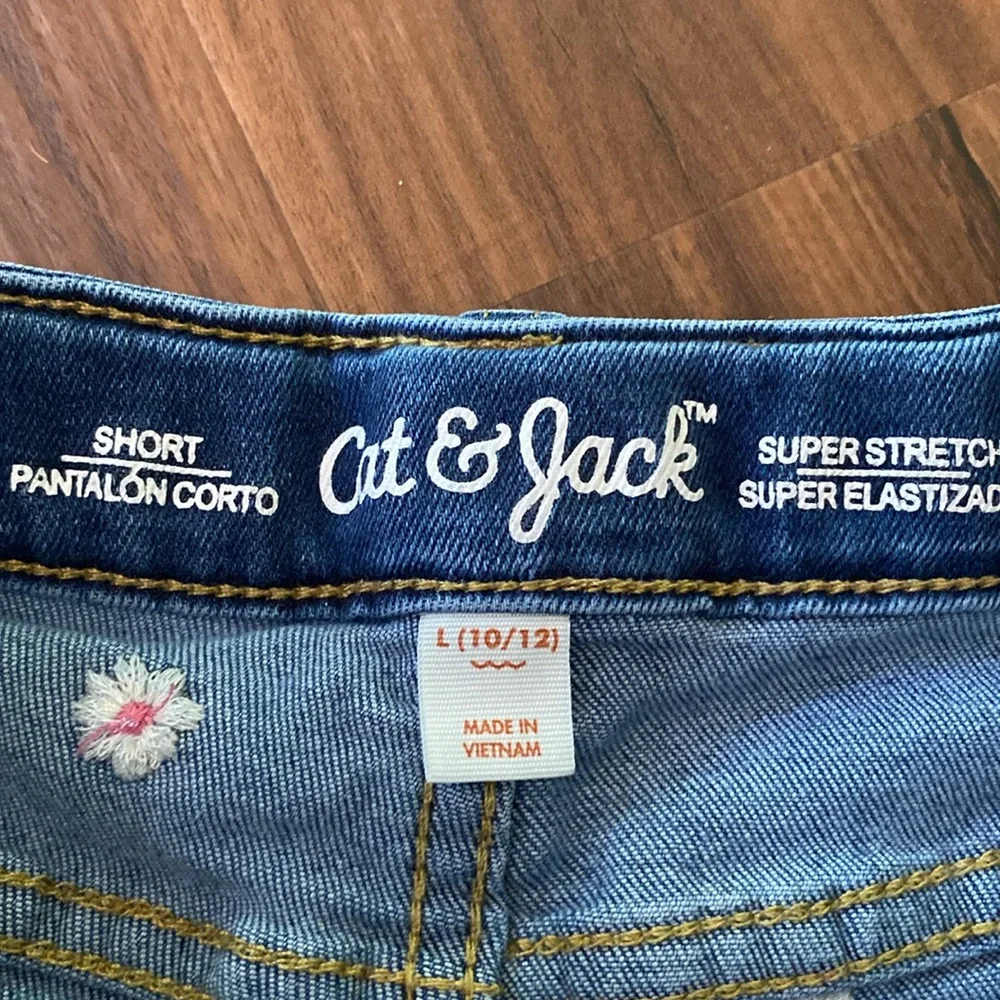 SHORT
PANTALÓN CORTO
Cat & Jack™
SUPER STRETCH
SUPER ELASTIZAD
L (10/12)
MADE IN
VIETNAM